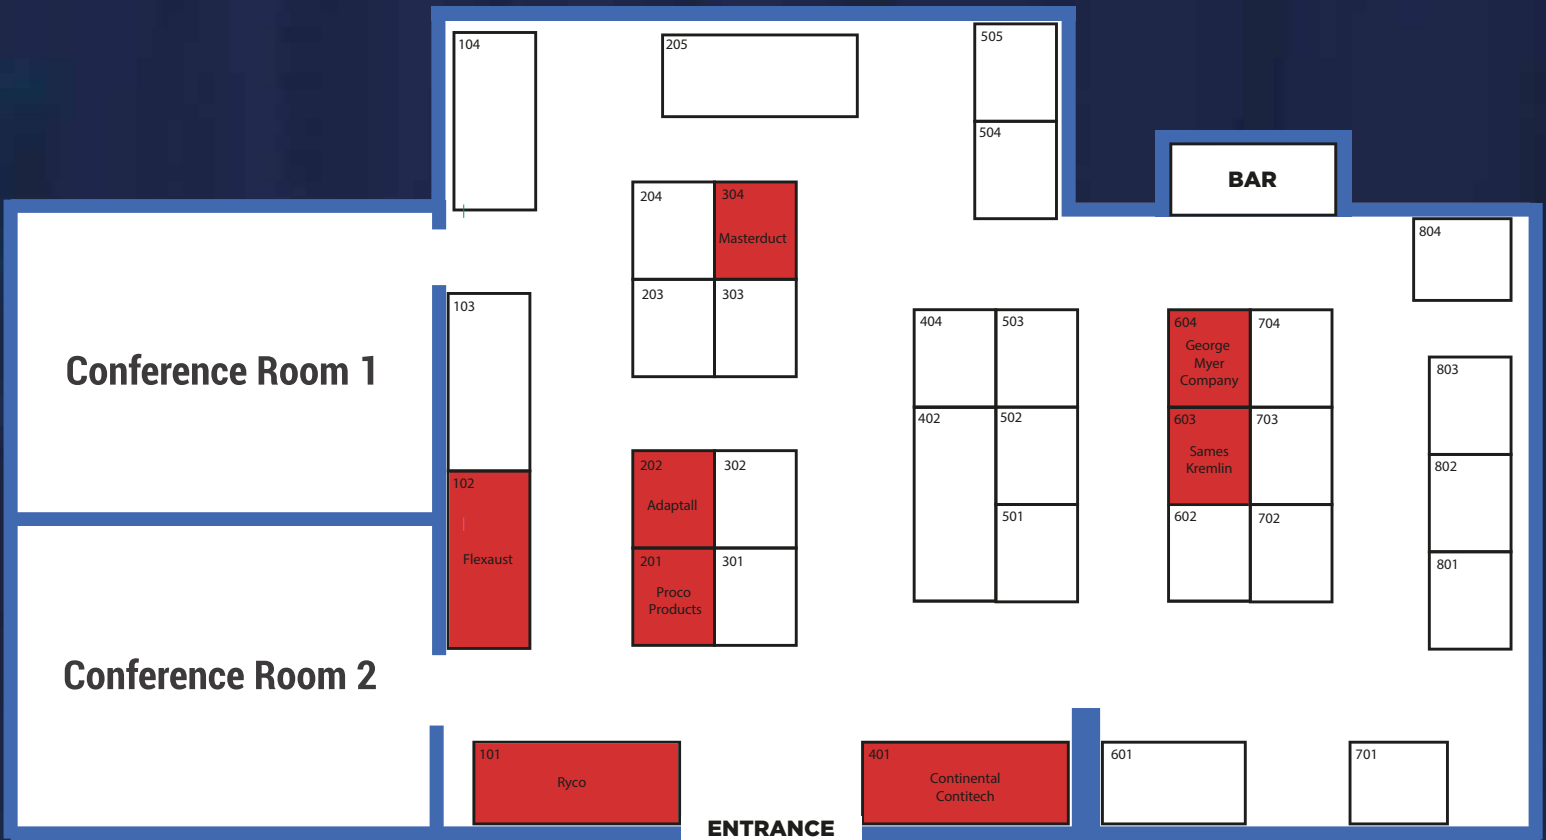 104
205
505
504
BAR
204
304
Masterduct
804
203
303
103
404
503
604
George
Myer
Company
704
Conference Room 1
803
402
502
603
Sames
Kremlin
703
202
Adaptall
302
802
102
Flexaust
501
602
702
201
Proco
Products
301
801
Conference Room 2
101
Ryco
401
Continental
Contitech
601
701
ENTRANCE